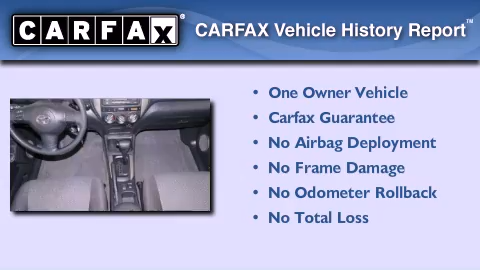 CARFAX® CARFAX Vehicle History Report™
• One Owner Vehicle
• Carfax Guarantee
• No Airbag Deployment
• No Frame Damage
• No Odometer Rollback
• No Total Loss